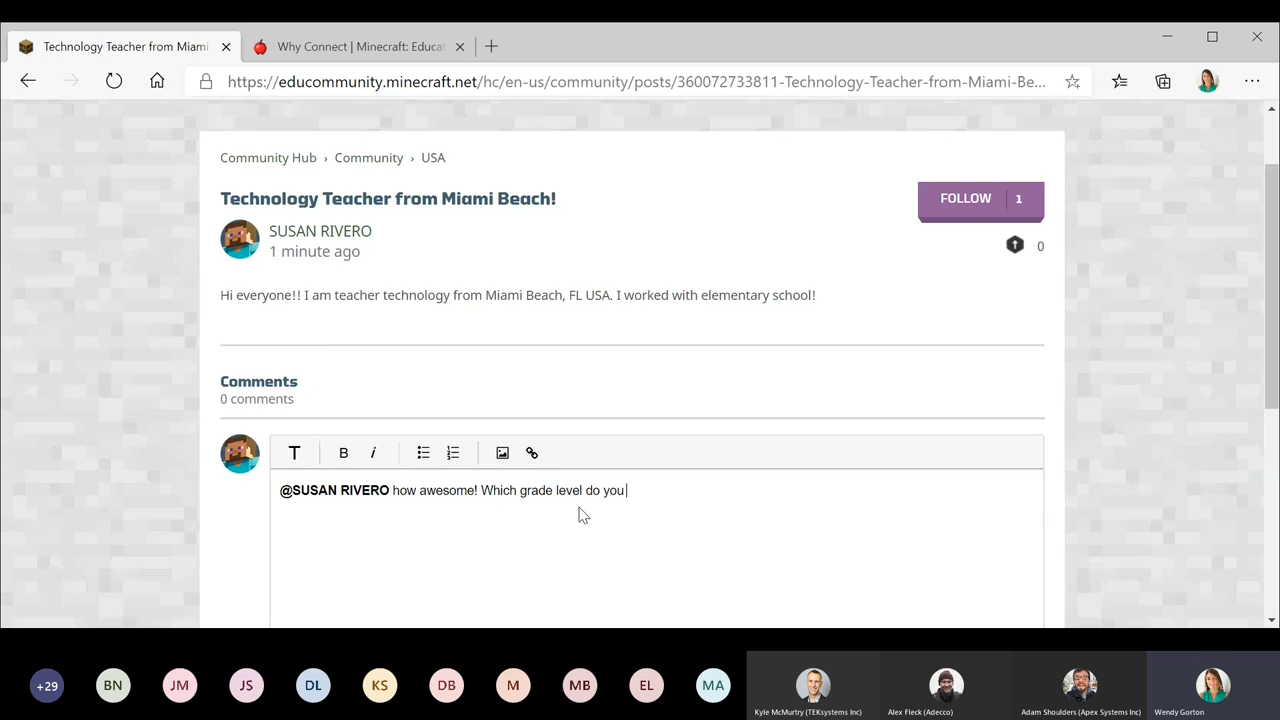 Technology Teacher from Miami
Why Connect | Minecraft: Educa
https://educommunity.minecraft.net/hc/en-us/community/posts/360072733811-Technology-Teacher-from-Miami-Be...
Community Hub › Community › USA
Technology Teacher from Miami Beach!
FOLLOW 1
SUSAN RIVERO
1 minute ago
0
Hi everyone!! I am teacher technology from Miami Beach, FL USA. I worked with elementary school!
Comments
0 comments
T B i
@SUSAN RIVERO how awesome! Which grade level do you
+29 BN JM JS DL KS DB M MB EL MA
Kyle McMurtry (TEKsystems Inc) Alex Fleck (Adecco) Adam Shoulders (Apex Systems Inc) Wendy Gorton